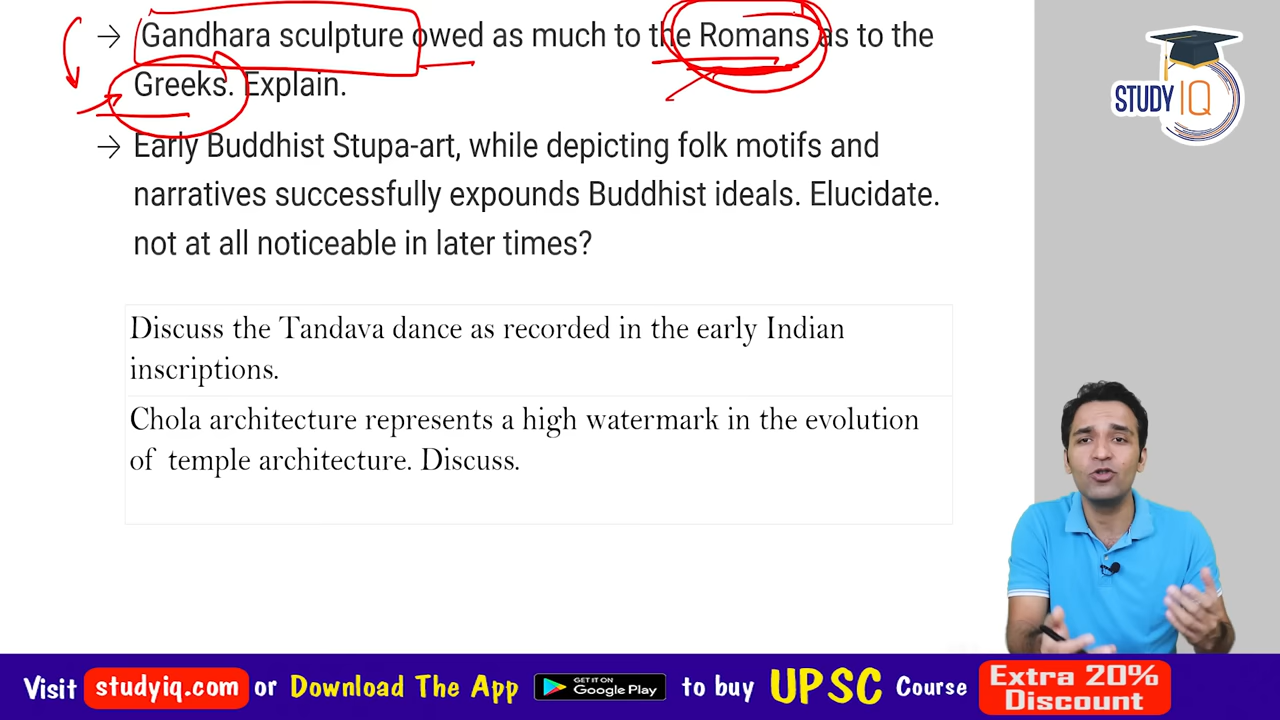 → Gandhara sculpture owed as much to the Romans as to the
Greeks. Explain.
→ Early Buddhist Stupa-art, while depicting folk motifs and
narratives successfully expounds Buddhist ideals. Elucidate.
not at all noticeable in later times?
Discuss the Tandava dance as recorded in the early Indian
inscriptions.
Chola architecture represents a high watermark in the evolution
of temple architecture. Discuss.
STUDY IQ
Visit studyiq.com or Download The App GET IT ON Google Play to buy UPSC Course Extra 20% Discount